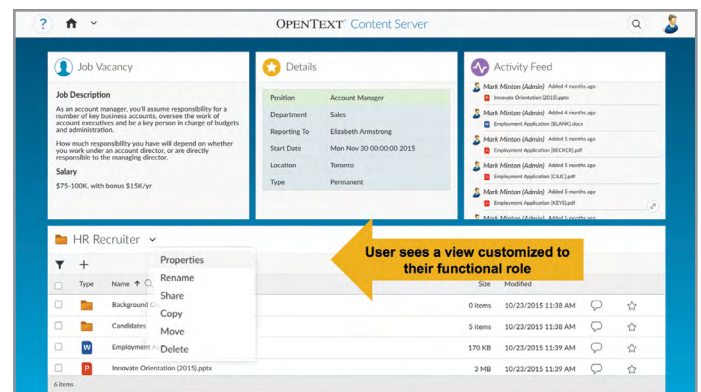 ?
OPENTEXT Content Server
Job Vacancy
Job Description
As an account manager, you'll assume responsibility for a
number of key business accounts, oversee the work of
account executives and be a key person in charge of budgets
and administration.
How much responsibility you have will depend on whether
you work under an account director, or are directly
responsible to the managing director.
Salary
$75-100K, with bonus $15K/yr
Details
Position Account Manager
Department Sales
Reporting To Elizabeth Armstrong
Start Date Mon Nov 30 00:00:00 2015
Location Toronto
Type Permanent
Activity Feed
Mark Minton (Admin) Added 4 months ago
Innovate Orientation (2015).pptx
Mark Minton (Admin) Added 4 months ago
Employment Application [BLANK].docx
Mark Minton (Admin) Added 5 months ago
Employment Application [BECKER].pdf
Mark Minton (Admin) Added 5 months ago
Employment Application [CILIC].pdf
Mark Minton (Admin) Added 5 months ago
Employment Application [KEYS].pdf
Mark Minton (Admin) Added 5 months ago
HR Recruiter
Properties
Rename
Share
Copy
Move
Delete
User sees a view customized to
their functional role
Type Name Size Modified
Background 0 items 10/23/2015 11:38 AM
Candidates 5 items 10/23/2015 11:38 AM
W Employment 170 KB 10/23/2015 11:39 AM
P Innovate Orientation (2015).pptx 3 MB 10/23/2015 11:39 AM
6 items